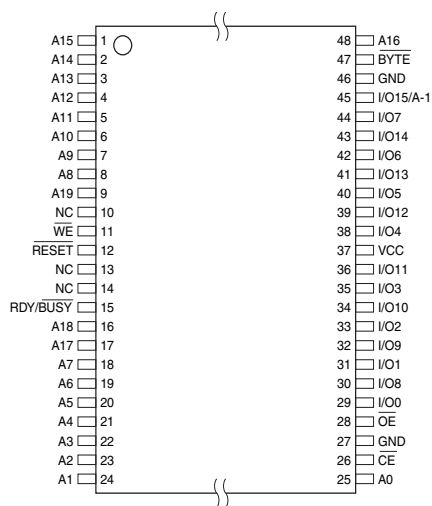 A15 1 48 A16
A14 2 47 BYTE
A13 3 46 GND
A12 4 45 I/O15/A-1
A11 5 44 I/O7
A10 6 43 I/O14
A9 7 42 I/O6
A8 8 41 I/O13
A19 9 40 I/O5
NC 10 39 I/O12
WE 11 38 I/O4
RESET 12 37 VCC
NC 13 36 I/O11
NC 14 35 I/O3
RDY/BUSY 15 34 I/O10
A18 16 33 I/O2
A17 17 32 I/O9
A7 18 31 I/O1
A6 19 30 I/O8
A5 20 29 I/O0
A4 21 28 OE
A3 22 27 GND
A2 23 26 CE
A1 24 25 A0